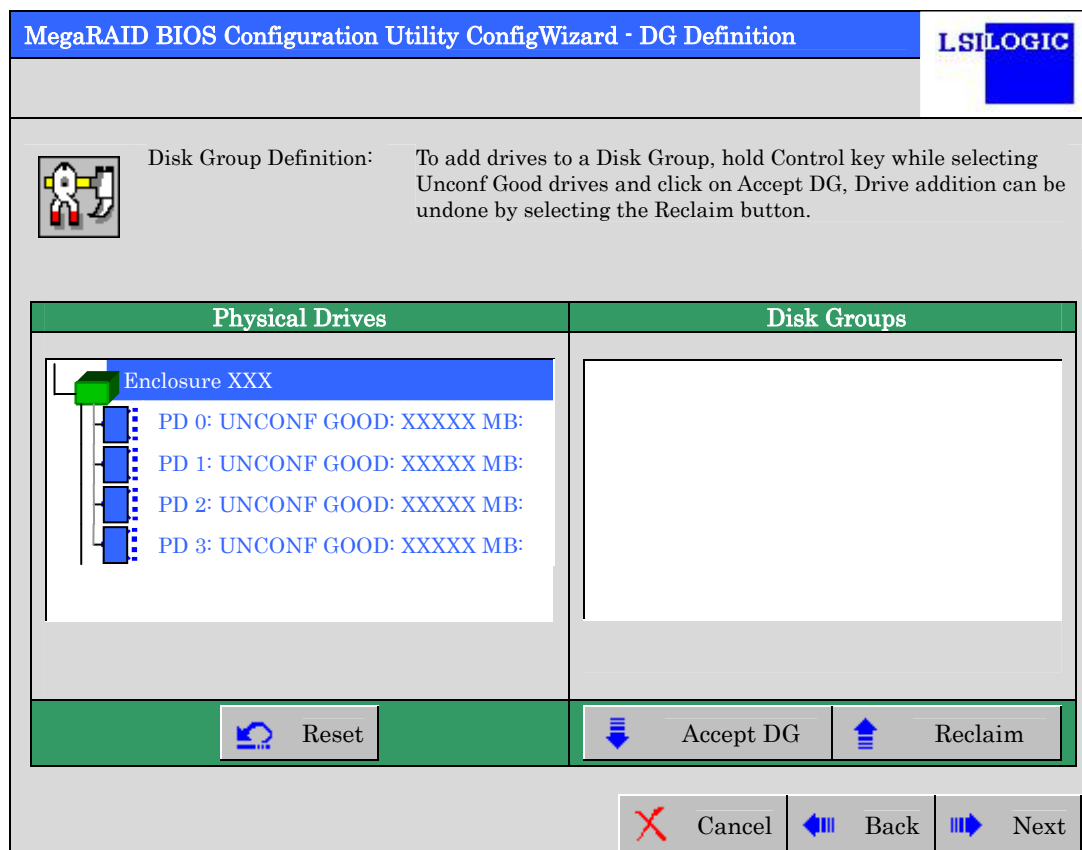 MegaRAID BIOS Configuration Utility ConfigWizard - DG Definition
LSILOGIC
Disk Group Definition:
To add drives to a Disk Group, hold Control key while selecting
Unconf Good drives and click on Accept DG, Drive addition can be
undone by selecting the Reclaim button.
Physical Drives
Disk Groups
Enclosure XXX
PD 0: UNCONF GOOD: XXXXX MB:
PD 1: UNCONF GOOD: XXXXX MB:
PD 2: UNCONF GOOD: XXXXX MB:
PD 3: UNCONF GOOD: XXXXX MB:
Reset
Accept DG
Reclaim
Cancel
Back
Next